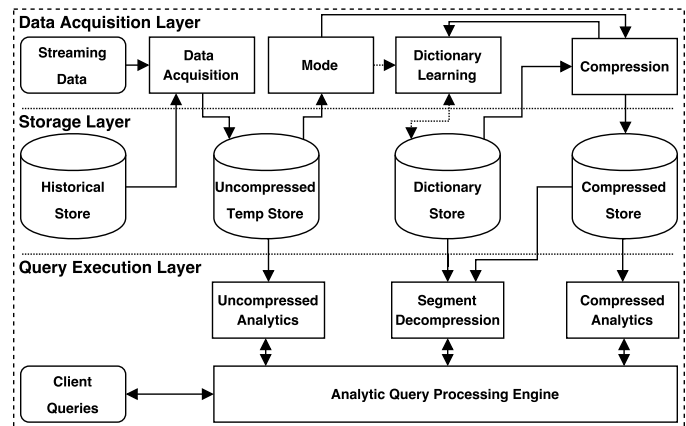 Data Acquisition Layer
Streaming
Data
Data
Acquisition
Mode
Dictionary
Learning
Compression
Storage Layer
Historical
Store
Uncompressed
Temp Store
Dictionary
Store
Compressed
Store
Query Execution Layer
Uncompressed
Analytics
Segment
Decompression
Compressed
Analytics
Client
Queries
Analytic Query Processing Engine